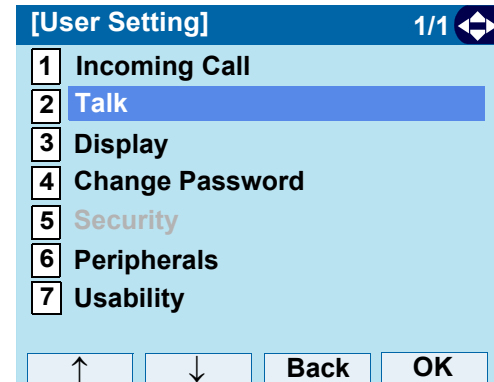 [User Setting] 1/1
1 Incoming Call
2 Talk
3 Display
4 Change Password
5 Security
6 Peripherals
7 Usability
↑ ↓ Back OK